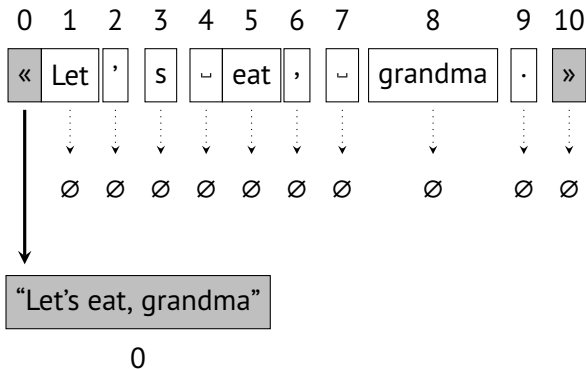 0 1 2 3 4 5 6 7 8 9 10
« Let ’ s ␣ eat , ␣ grandma . »
∅ ∅ ∅ ∅ ∅ ∅ ∅ ∅ ∅ ∅
“Let’s eat, grandma”
0